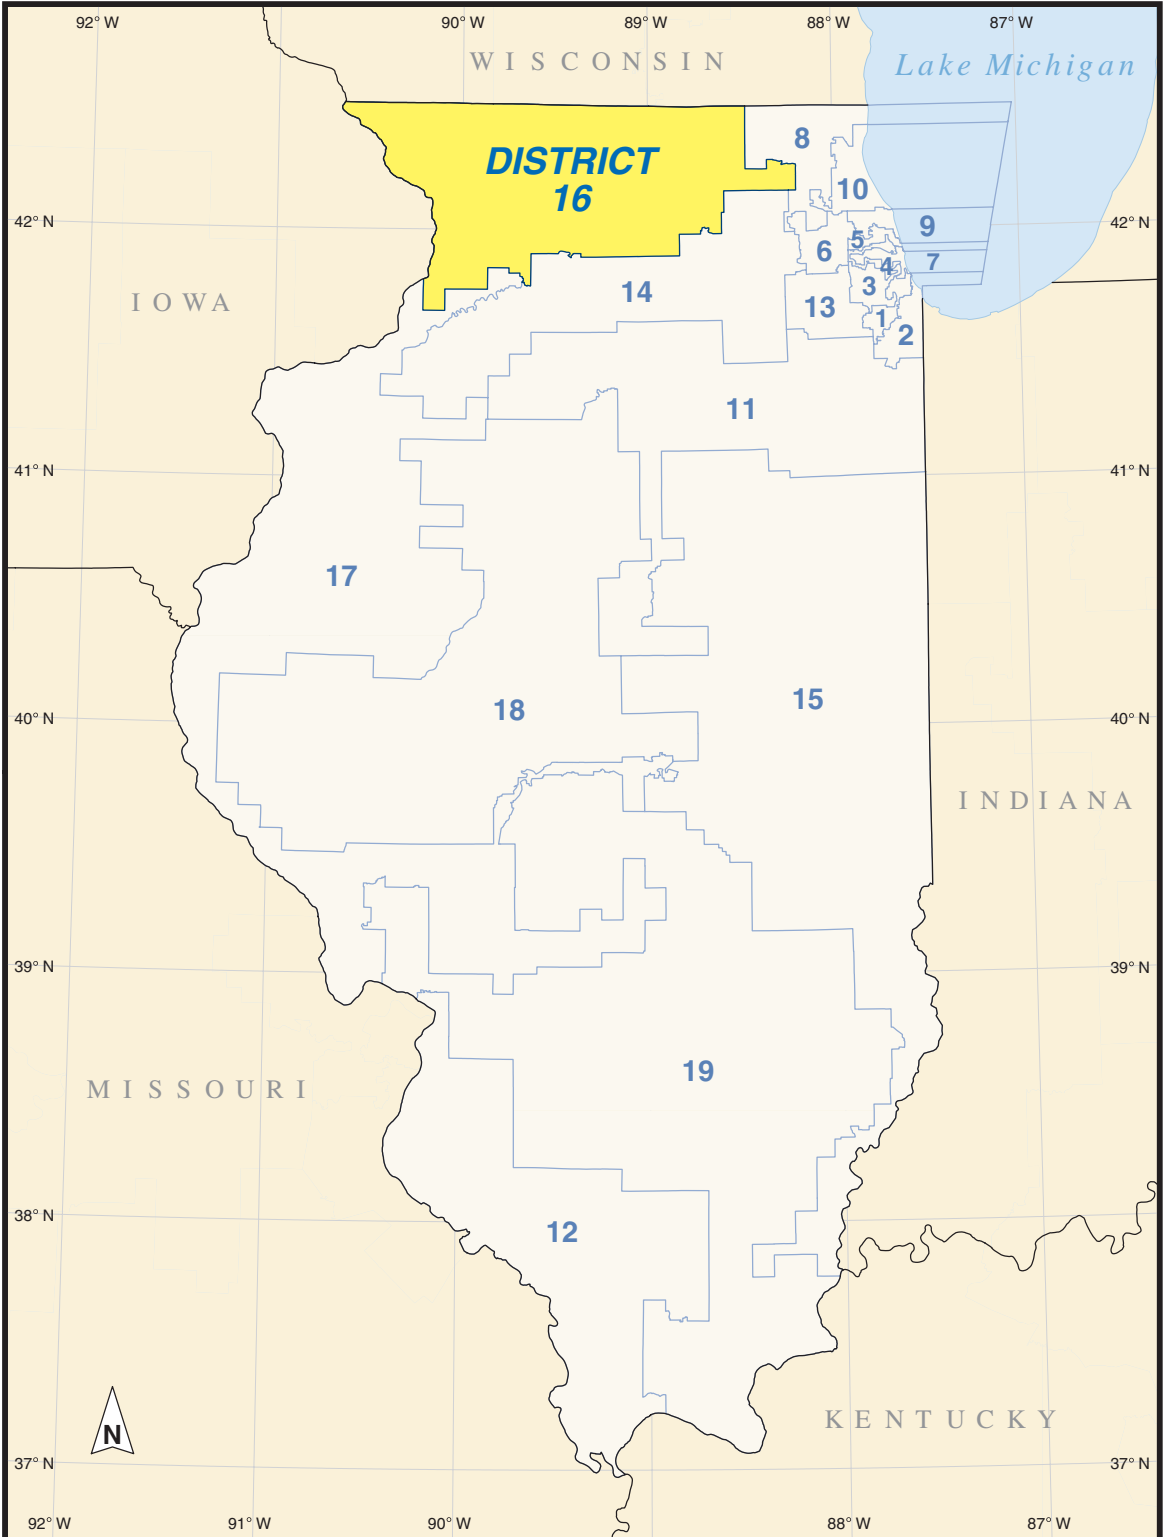 92° W
90° W
89° W
88° W
87° W
WISCONSIN
Lake Michigan
8
DISTRICT
16
10
42° N
42° N
9
5
6
7
4
3
14
IOWA
13
1
2
11
41° N
41° N
17
15
18
40° N
40° N
INDIANA
39° N
39° N
19
MISSOURI
38° N
38° N
12
KENTUCKY
N
37° N
37° N
92° W
91° W
90° W
88° W
87° W